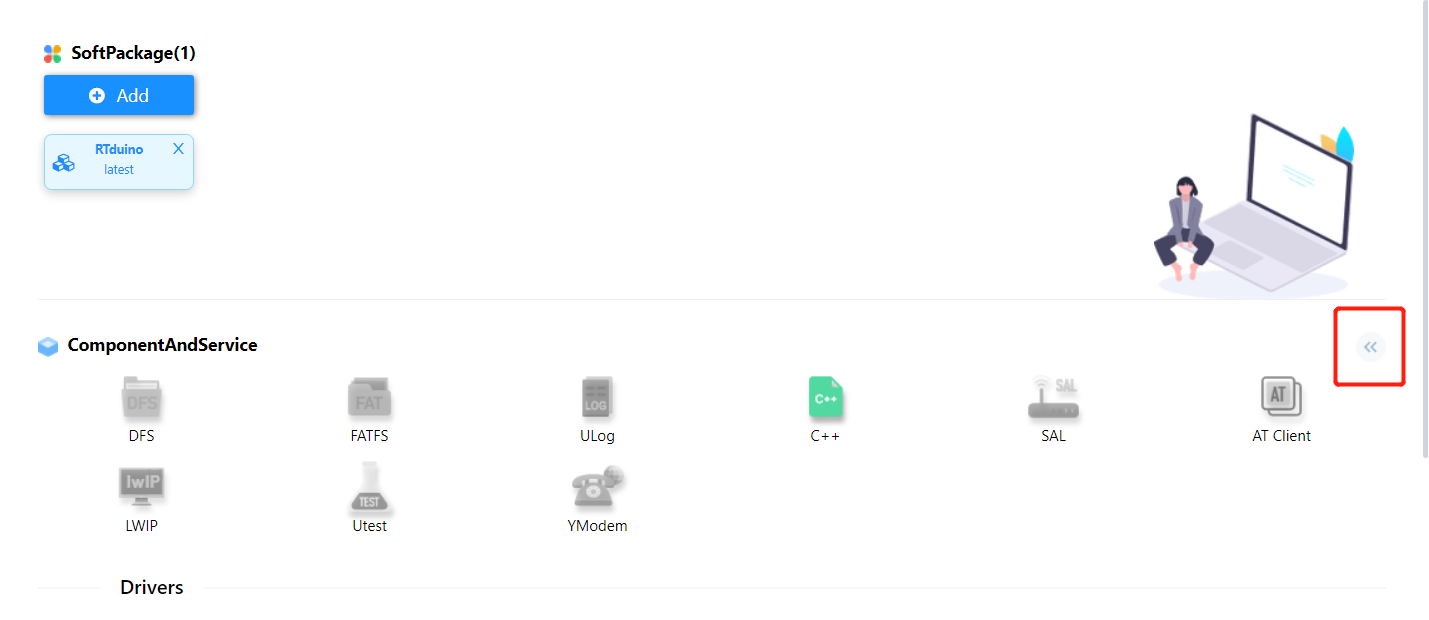 SoftPackage(1)
Add
RTduino
latest
ComponentAndService
DFS
FAT
LOG
C++
SAL
AT
DFS
FATFS
ULog
C++
SAL
AT Client
lwIP
TEST
LWIP
Utest
YModem
Drivers